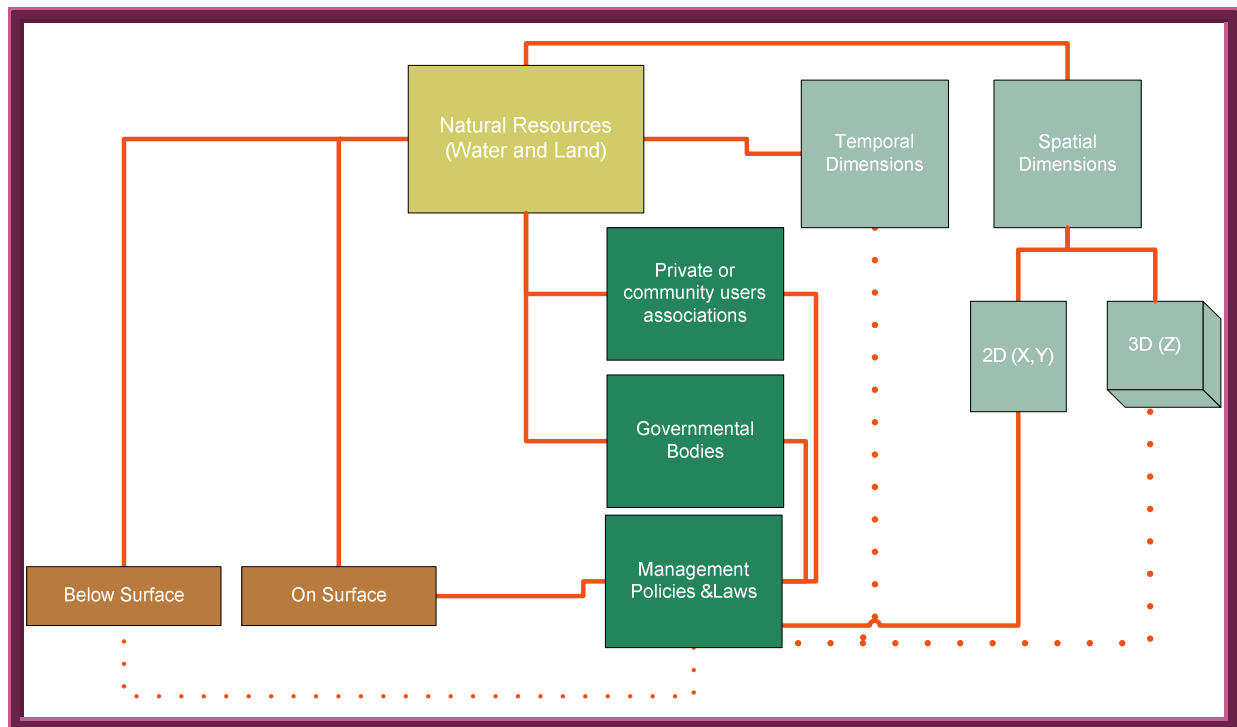 Natural Resources
(Water and Land)
Temporal
Dimensions
Spatial
Dimensions
Private or
community users
associations
2D (X,Y)
3D (Z)
Governmental
Bodies
Management
Policies &Laws
Below Surface
On Surface